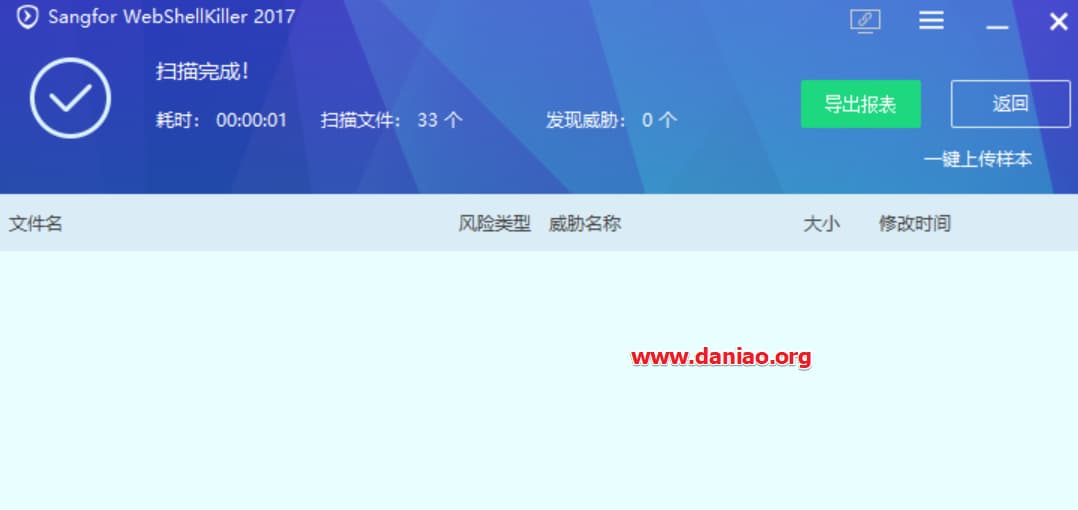 Sangfor WebShellKiller 2017
扫描完成!
耗时： 00:00:01 扫描文件： 33 个 发现威胁： 0 个
导出报表 返回
一键上传样本
文件名 风险类型 威胁名称 大小 修改时间
www.daniao.org